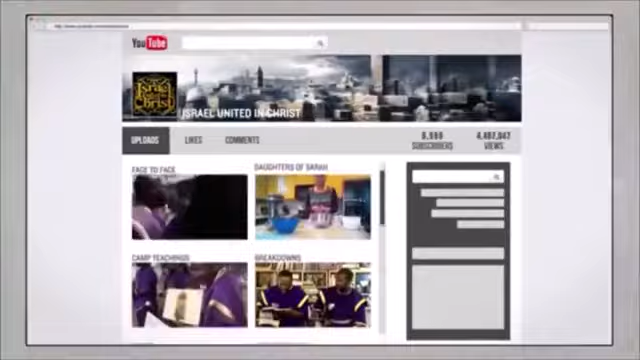 YouTube
Israel
United In
Christ
ISRAEL UNITED IN CHRIST
UPLOADS LIKES COMMENTS
SUBSCRIBERS VIEWS
FACE TO FACE
DAUGHTERS OF SARAH
CAMP TEACHINGS
BREAKDOWNS